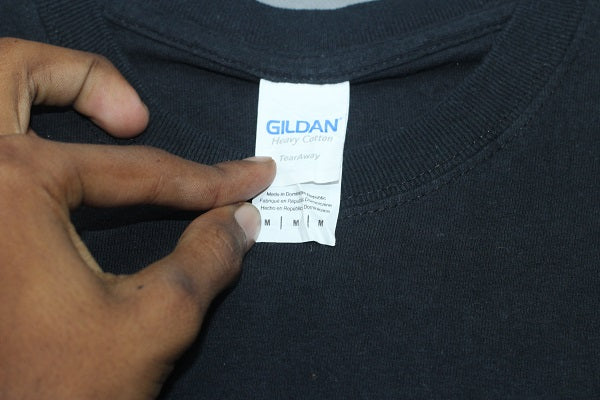 GILDAN®
Heavy Cotton
TearAway
Made in Dominican Republic
Fabriqué en République Dominicaine
Hecho en República Dominicana
M | M | M